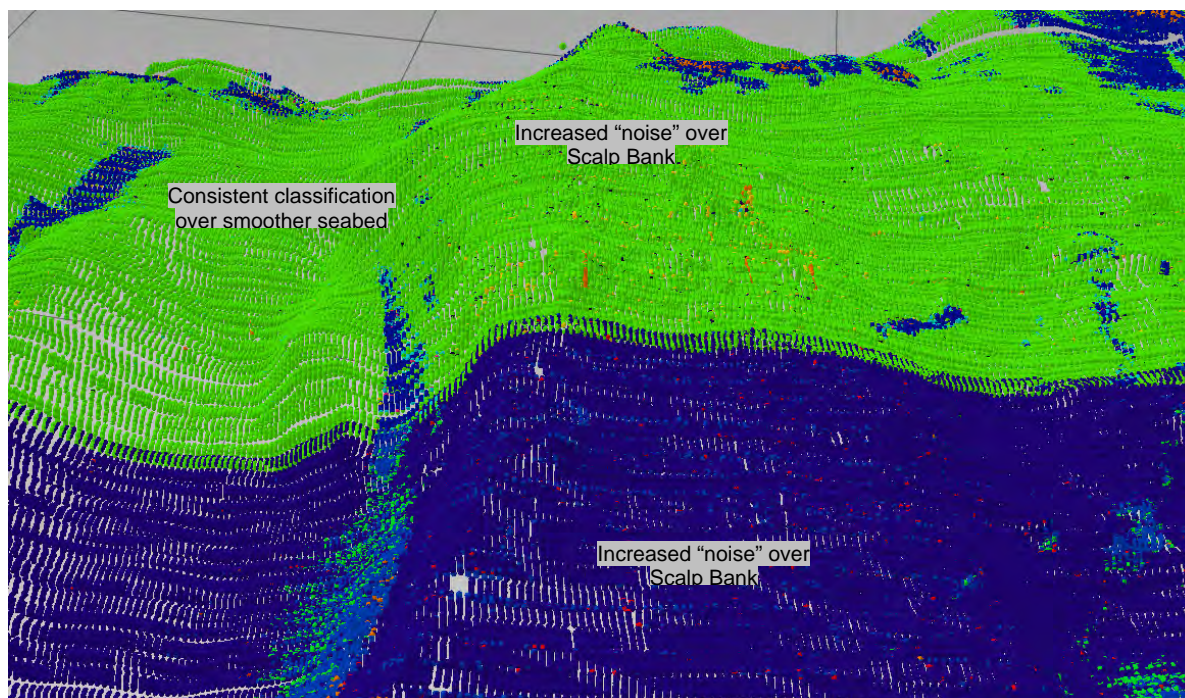 Increased “noise” over
Scalp Bank
Consistent classification
over smoother seabed
Increased “noise” over
Scalp Bank